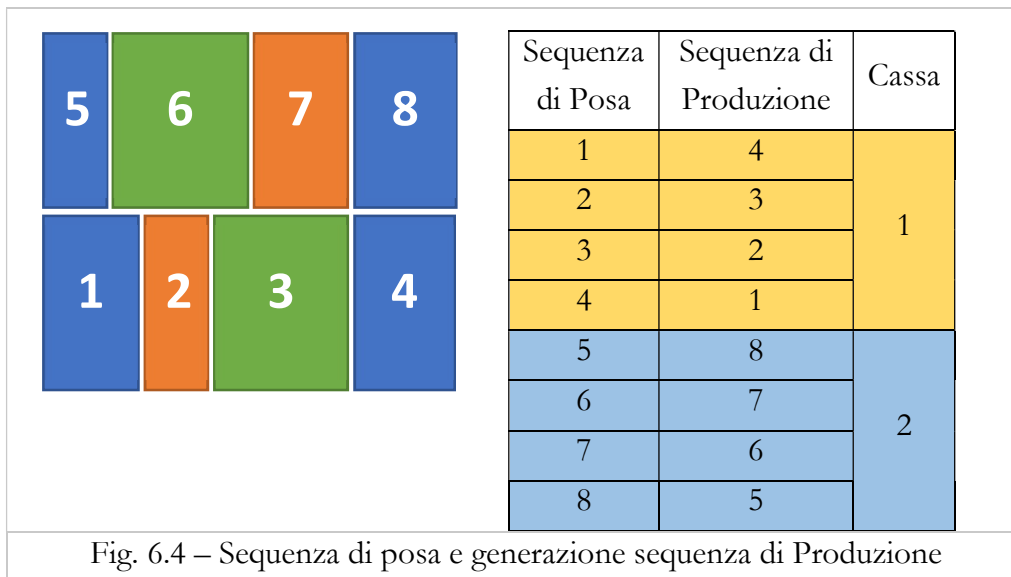 5 6 7 8
1 2 3 4
Sequenza di Posa Sequenza di Produzione Cassa
1 4 1
2 3
3 2
4 1
5 8 2
6 7
7 6
8 5
Fig. 6.4 – Sequenza di posa e generazione sequenza di Produzione